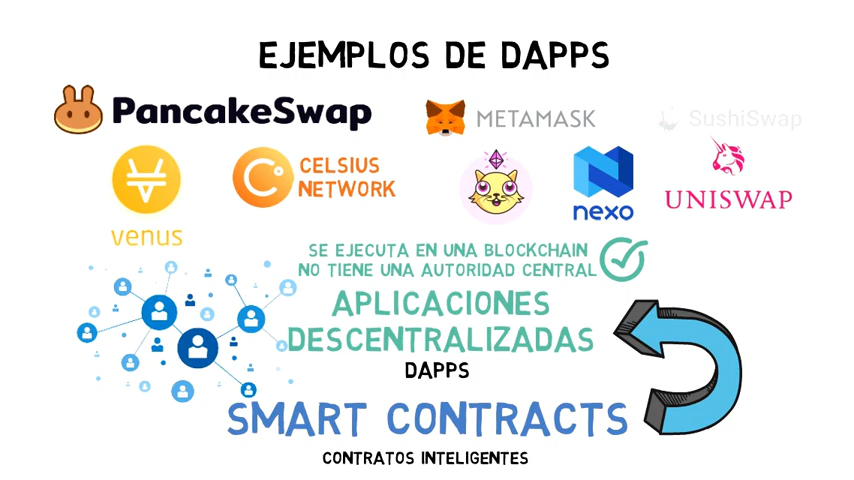 EJEMPLOS DE DAPPS
PancakeSwap
METAMASK
SushiSwap
venus
CELSIUS
NETWORK
nexo
UNISWAP
SE EJECUTA EN UNA BLOCKCHAIN
NO TIENE UNA AUTORIDAD CENTRAL
APLICACIONES
DESCENTRALIZADAS
DAPPS
SMART CONTRACTS
CONTRATOS INTELIGENTES